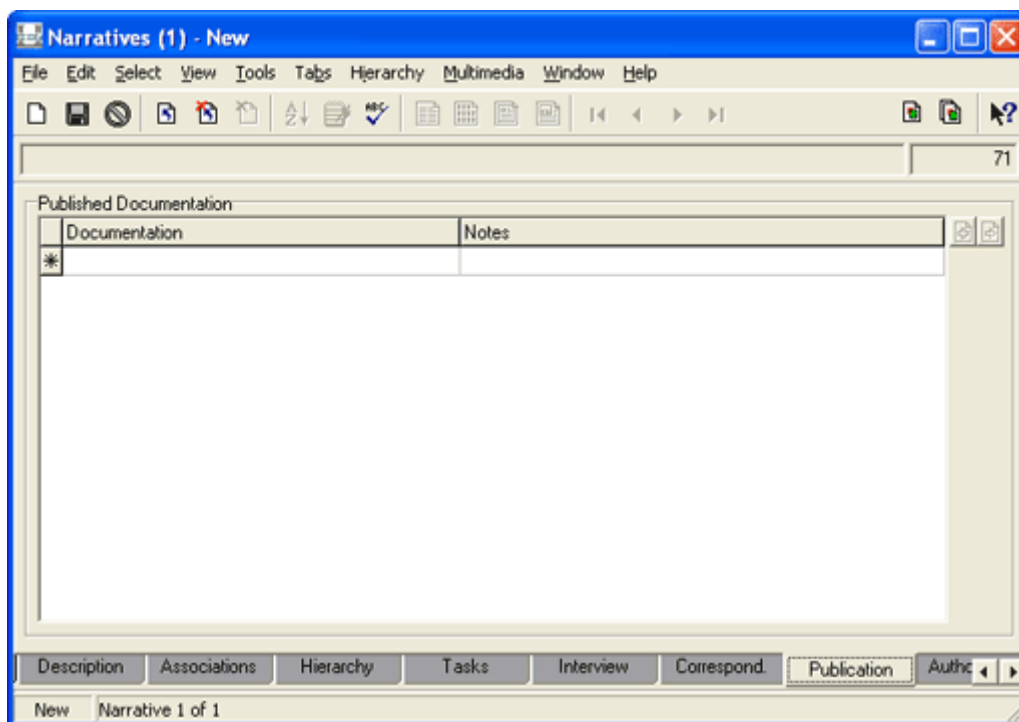 Narratives (1) - New
File Edit Select View Tools Tabs Hierarchy Multimedia Window Help
71
Published Documentation
Documentation Notes
Description Associations Hierarchy Tasks Interview Correspond. Publication Autho
New Narrative 1 of 1